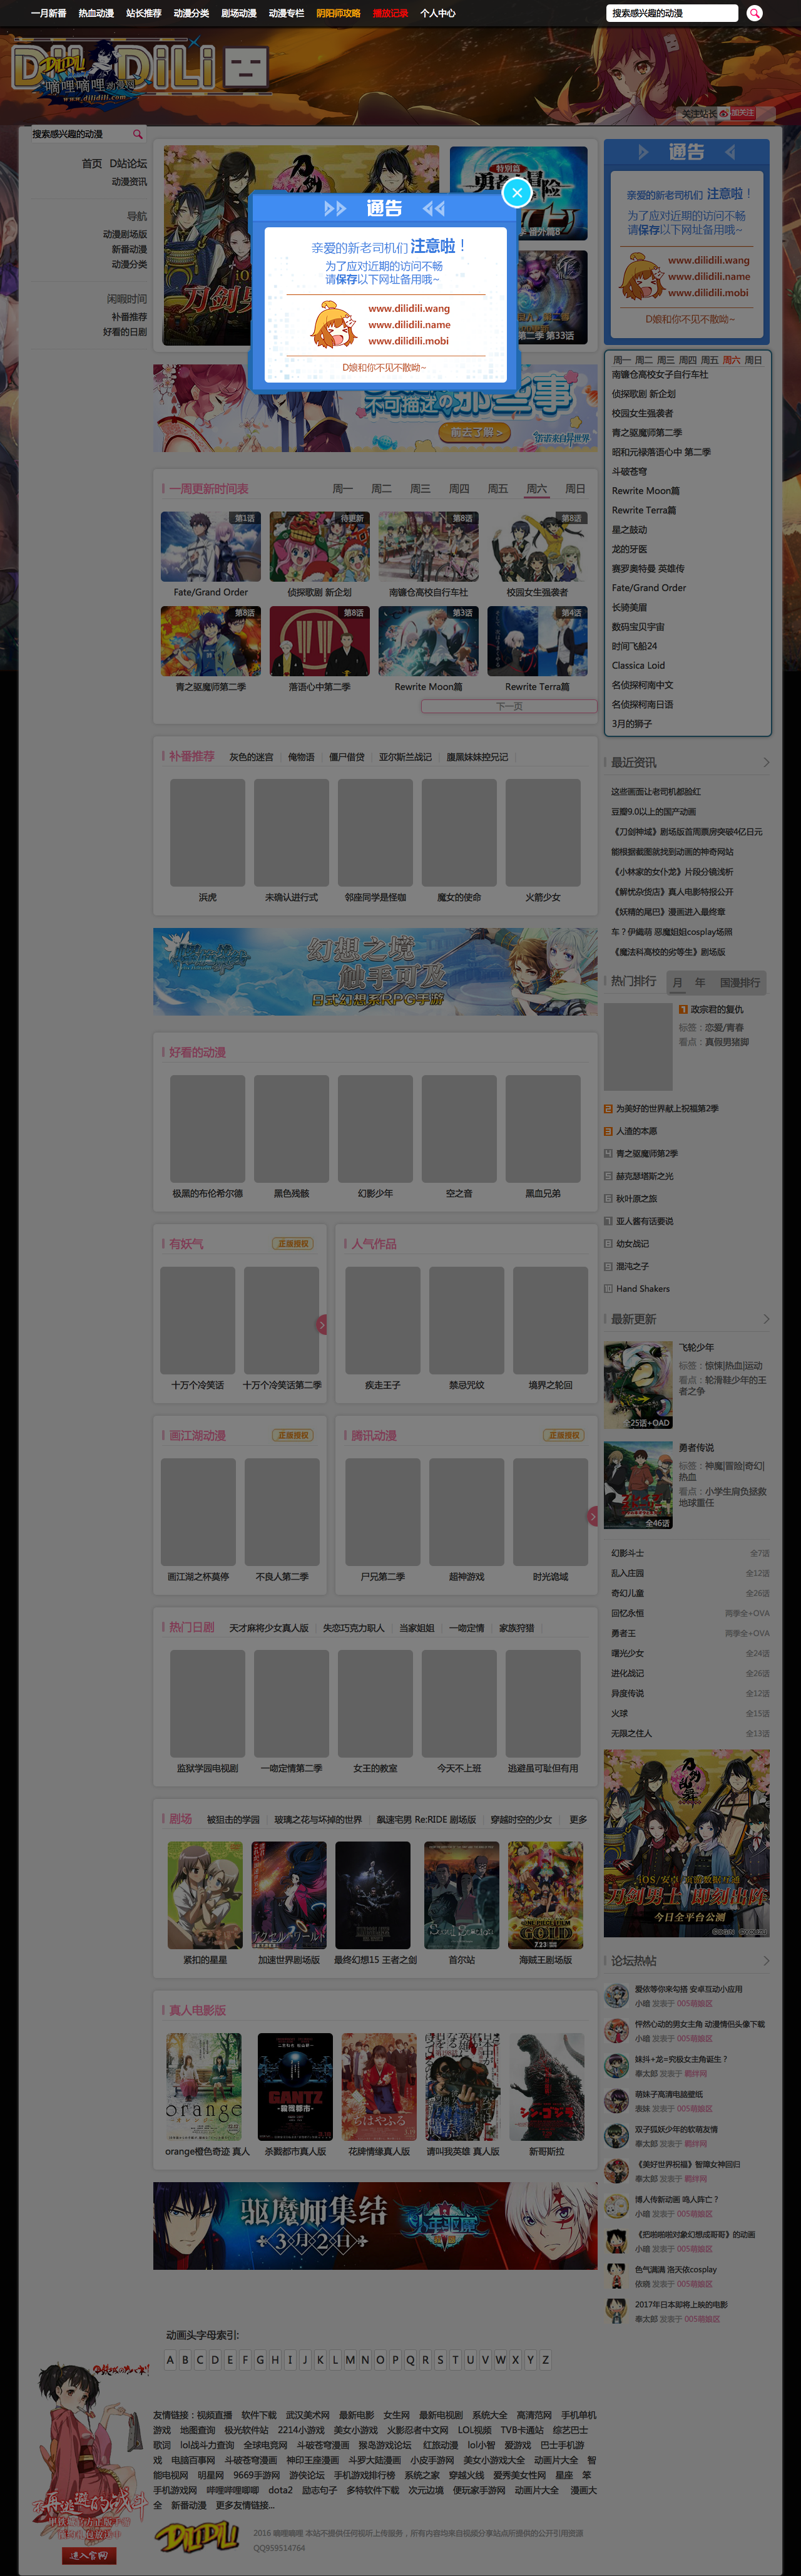 一月新番 热血动漫 站长推荐 动漫分类 剧场动漫 动漫专栏 阴阳师攻略 播放记录 个人中心
搜索感兴趣的动漫
DiLiDiLi
嘀哩嘀哩
www.dilidili.com
关注站长
加关注
搜索感兴趣的动漫
首页 D站论坛
动漫资讯
导航
动漫剧场版
新番动漫
动漫分类
闲暇时间
补番推荐
好看的日剧
通告
亲爱的新老司机们 注意啦！
为了应对近期的访问不畅
请保存以下网址备用哦~
www.dilidili.wang
www.dilidili.name
www.dilidili.mobi
D娘和你不见不散呦~
通告
亲爱的新老司机们 注意啦！
为了应对近期的访问不畅
请保存以下网址备用哦~
www.dilidili.wang
www.dilidili.name
www.dilidili.mobi
D娘和你不见不散呦~
特別篇
番外篇8
第二季 第33话
前去了解 >
周一 周二 周三 周四 周五 周六 周日
南镰仓高校女子自行车社
侦探歌剧 新企划
校园女生强袭者
青之驱魔师第二季
昭和元禄落语心中 第二季
斗破苍穹
Rewrite Moon篇
Rewrite Terra篇
星之鼓动
龙的牙医
赛罗奥特曼 英雄传
Fate/Grand Order
长骑美眉
数码宝贝宇宙
时间飞船24
Classica Loid
名侦探柯南中文
名侦探柯南日语
3月的狮子
一周更新时间表
周一 周二 周三 周四 周五 周六 周日
第1话 待更新 第8话 第8话
Fate/Grand Order 侦探歌剧 新企划 南镰仓高校自行车社 校园女生强袭者
第8话 第8话 第3话 第4话
青之驱魔师第二季 落语心中第二季 Rewrite Moon篇 Rewrite Terra篇
下一页
补番推荐 灰色的迷宫 俺物语 僵尸借贷 亚尔斯兰战记 腹黑妹妹控兄记
浜虎 未确认进行式 邻座同学是怪咖 魔女的使命 火箭少女
最近资讯
这些画面让老司机都脸红
豆瓣9.0以上的国产动画
《刀剑神域》剧场版首周票房突破4亿日元
能根据截图就找到动画的神奇网站
《小林家的女仆龙》片段分镜浅析
《解忧杂货店》真人电影特报公开
《妖精的尾巴》漫画进入最终章
车？伊織萌 恶魔姐姐cosplay场照
《魔法科高校的劣等生》剧场版
幻想之境
触手可及
日式幻想系RPG手游
热门排行 月 年 国漫排行
1 政宗君的复仇
标签：恋爱/青春
看点：真假男猪脚
2 为美好的世界献上祝福第2季
3 人渣的本愿
4 青之驱魔师第2季
5 赫克瑟塔斯之光
6 秋叶原之旅
7 亚人酱有话要说
8 幼女战记
9 混沌之子
10 Hand Shakers
好看的动漫
极黑的布伦希尔德 黑色残骸 幻影少年 空之音 黑血兄弟
有妖气 正版授权
十万个冷笑话 十万个冷笑话第二季
人气作品
疾走王子 禁忌咒纹 境界之轮回
最新更新
飞轮少年
标签：惊悚|热血|运动
看点：轮滑鞋少年的王者之争
全25话+OAD
勇者传说
标签：神魔|冒险|奇幻|热血
看点：小学生肩负拯救地球重任
全46话
画江湖动漫 正版授权
画江湖之杯莫停 不良人第二季
腾讯动漫 正版授权
尸兄第二季 超神游戏 时光诡域
幻影斗士 全7话
乱入庄园 全12话
奇幻儿童 全26话
回忆永恒 两季全+OVA
勇者王 两季全+OVA
曙光少女 全24话
进化战记 全26话
异度传说 全12话
火球 全15话
无限之住人 全13话
热门日剧 天才麻将少女真人版 失恋巧克力职人 当家姐姐 一吻定情 家族狩猎
监狱学园电视剧 一吻定情第二季 女王的教室 今天不上班 逃避虽可耻但有用
iOS/安卓 双端数据互通
刀剑男士 即刻出阵
今日全平台公测
剧场 被狙击的学园 玻璃之花与坏掉的世界 飙速宅男 Re:RIDE 剧场版 穿越时空的少女 更多
GOLD
7.23
紧扣的星星 加速世界剧场版 最终幻想15 王者之剑 首尔站 海贼王剧场版
真人电影版
orange
GANTZ
ちはやふる
シン・ゴジラ
orange橙色奇迹 真人 杀戮都市真人版 花牌情缘真人版 请叫我英雄 真人版 新哥斯拉
论坛热帖
爱依等你来勾搭 安卓互动小应用
小喵 发表于 005萌娘区
怦然心动的男女主角 动漫情侣头像下载
小喵 发表于 005萌娘区
妹抖+龙=究极女主角诞生？
奉太郎 发表于 羁绊网
萌妹子高清电脑壁纸
表妹 发表于 005萌娘区
双子狐妖少年的软萌友情
奉太郎 发表于 羁绊网
《美好世界祝福》智障女神回归
奉太郎 发表于 羁绊网
博人传新动画 鸣人阵亡？
小喵 发表于 005萌娘区
《把啪啪啪对象幻想成哥哥》的动画
小喵 发表于 005萌娘区
色气满满 洛天依cosplay
依晓 发表于 005萌娘区
2017年日本即将上映的电影
奉太郎 发表于 005萌娘区
驱魔师集结
3月2日
少年驱魔
动画头字母索引:
A B C D E F G H I J K L M N O P Q R S T U V W X Y Z
友情链接：视频直播 软件下载 武汉美术网 最新电影 女生网 最新电视剧 系统大全 高清范网 手机单机
游戏 地图查询 极光软件站 2214小游戏 美女小游戏 火影忍者中文网 LOL视频 TVB卡通站 综艺巴士
歌词 lol战斗力查询 全球电竞网 斗破苍穹漫画 猴岛游戏论坛 红旅动漫 lol小智 爱游戏 巴士手机游
戏 电脑百事网 斗破苍穹漫画 神印王座漫画 斗罗大陆漫画 小皮手游网 美女小游戏大全 动画片大全 智
能电视网 明星网 9669手游网 游侠论坛 手机游戏排行榜 系统之家 穿越火线 爱秀美女性网 星座 笨
手机游戏网 哔哩哔哩唧唧 dota2 励志句子 多特软件下载 次元边境 便玩家手游网 动画片大全 漫画大
全 新番动漫 更多友情链接...
不再逃避的战斗
进入官网
DiLiDiLi
2016 嘀哩嘀哩 本站不提供任何视听上传服务，所有内容均来自视频分享站点所提供的公开引用资源
QQ959514764